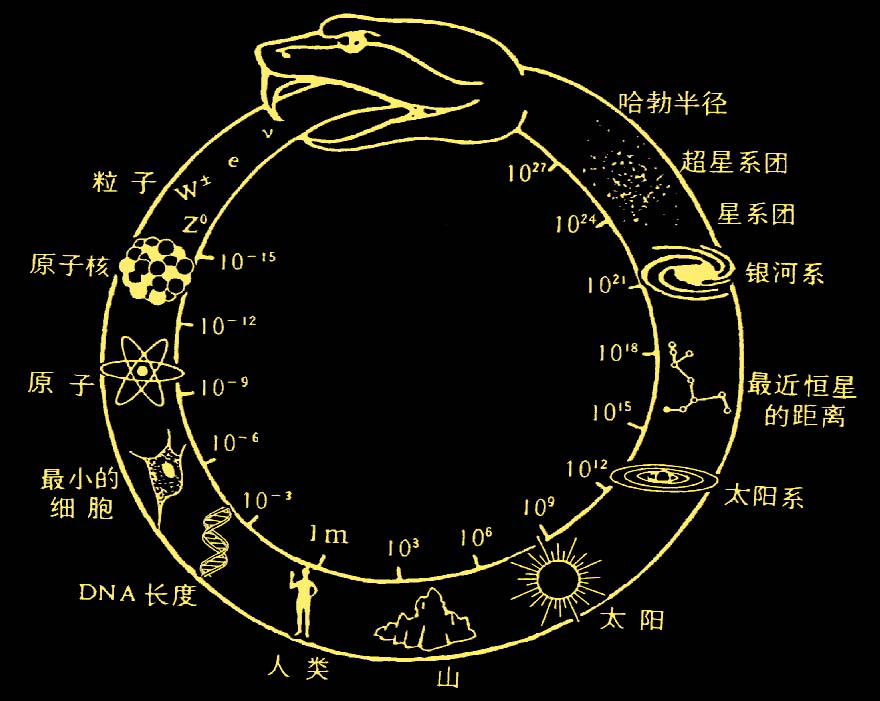 哈勃半径
超星系团
星系团
银河系
最近恒星
的距离
太阳系
太阳
山
人类
DNA长度
最小的
细胞
原子
原子核
粒子
ν
e
W±
Z⁰
10⁻¹⁵
10⁻¹²
10⁻⁹
10⁻⁶
10⁻³
1m
10³
10⁶
10⁹
10¹²
10¹⁵
10¹⁸
10²¹
10²⁴
10²⁷